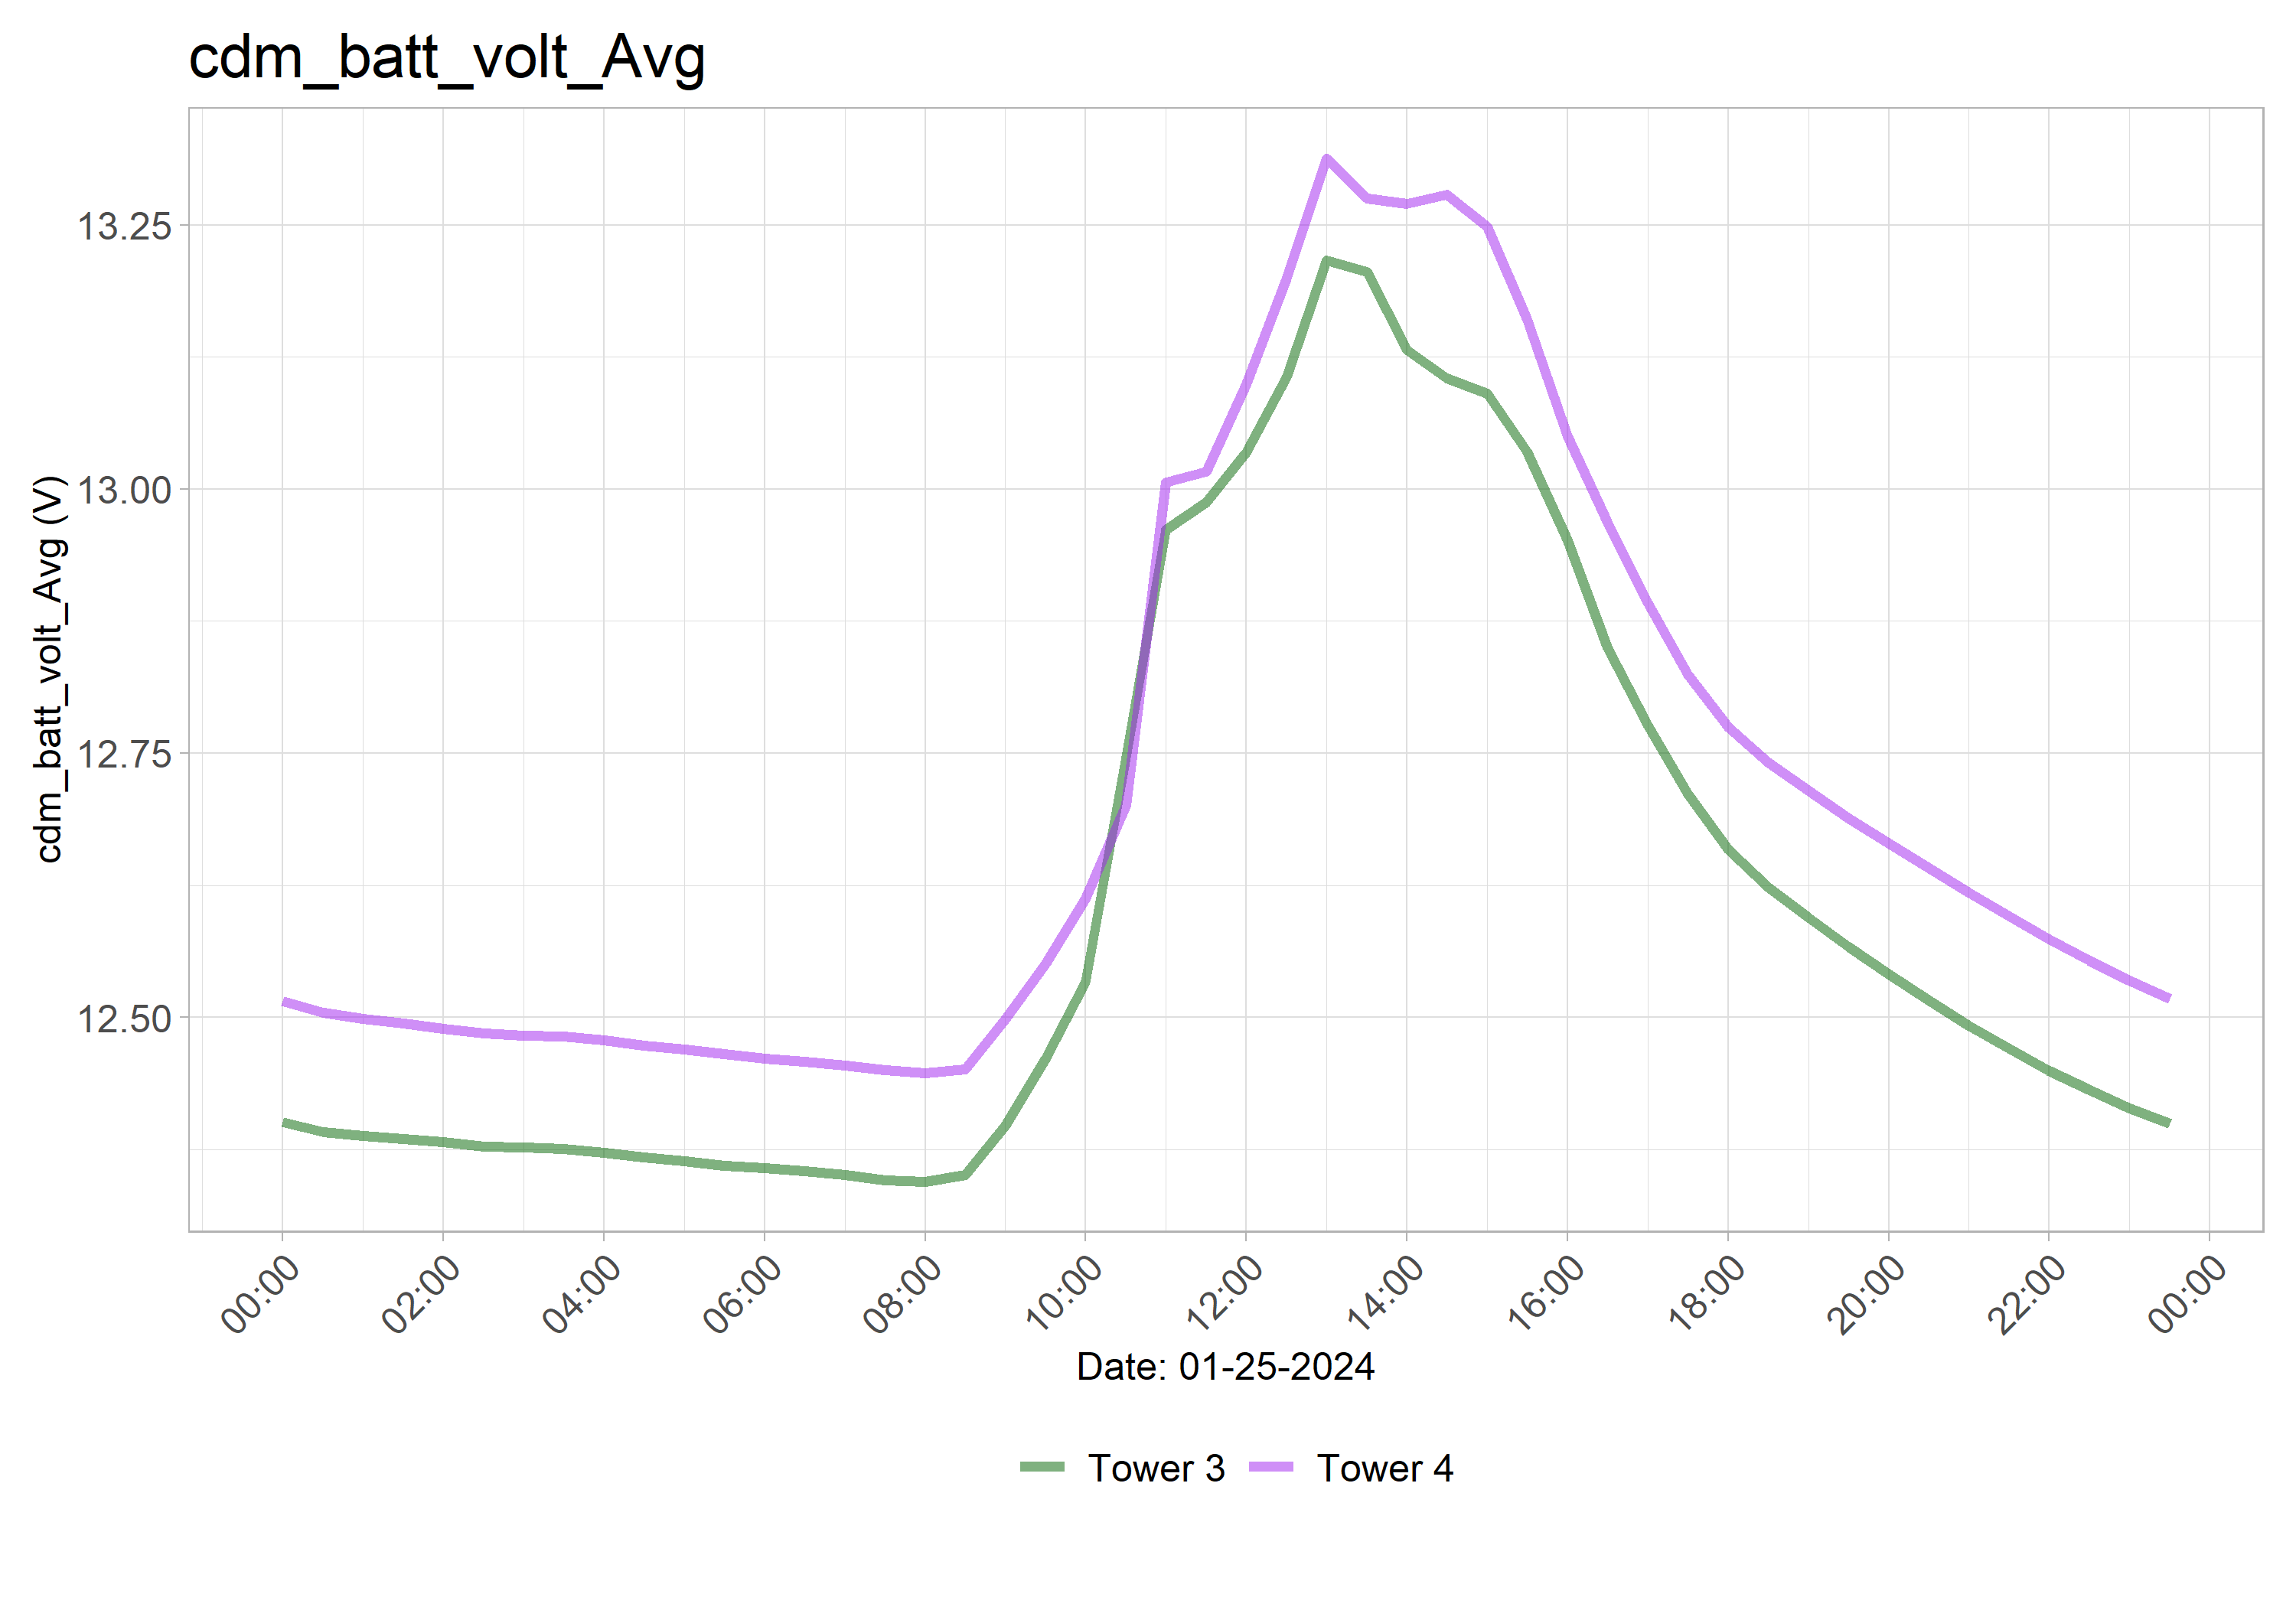 cdm_batt_volt_Avg
cdm_batt_volt_Avg (V)
13.25
13.00
12.75
12.50
00:00 02:00 04:00 06:00 08:00 10:00 12:00 14:00 16:00 18:00 20:00 22:00 00:00
Date: 01-25-2024
Tower 3 Tower 4